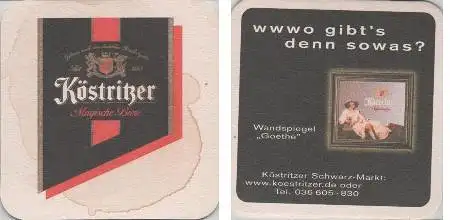 Köstritzer
Magische Biere
wwwo gibt's
denn sowas?
Köstritzer
Wandspiegel
„Goethe"
Köstritzer Schwarz-Markt:
www.koestritzer.de oder
Tel. 036 605-830